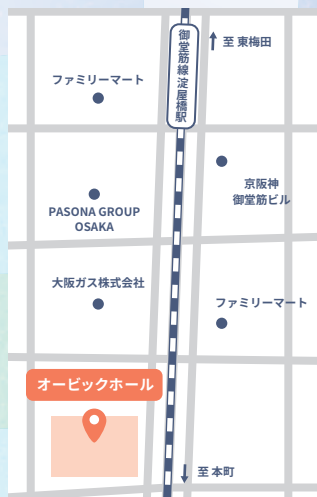 御堂筋線淀屋橋駅
至 東梅田
ファミリーマート
京阪神
御堂筋ビル
PASONA GROUP
OSAKA
大阪ガス株式会社
ファミリーマート
オービックホール
至 本町